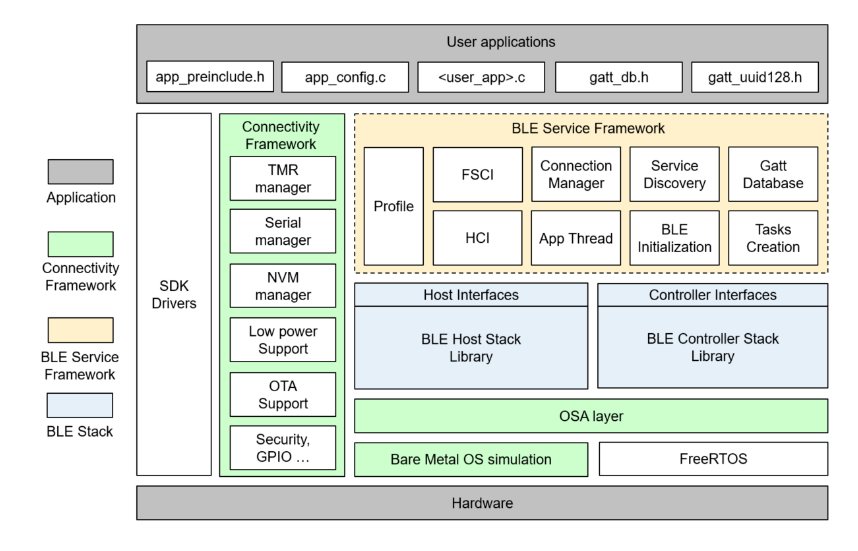 User applications
app_preinclude.h
app_config.c
<user_app>.c
gatt_db.h
gatt_uuid128.h
Application
Connectivity
Framework
BLE Service
Framework
BLE Stack
SDK
Drivers
Connectivity
Framework
TMR
manager
Serial
manager
NVM
manager
Low power
Support
OTA
Support
Security,
GPIO ...
BLE Service Framework
Profile
FSCI
Connection
Manager
Service
Discovery
Gatt
Database
HCI
App Thread
BLE
Initialization
Tasks
Creation
Host Interfaces
BLE Host Stack
Library
Controller Interfaces
BLE Controller Stack
Library
OSA layer
Bare Metal OS simulation
FreeRTOS
Hardware